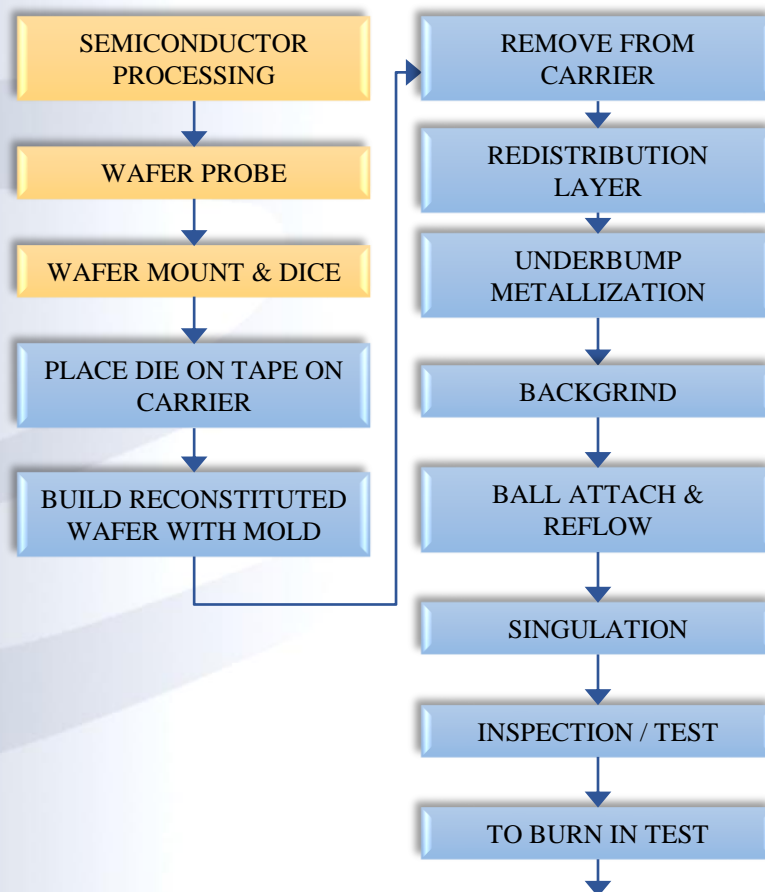 SEMICONDUCTOR
PROCESSING
WAFER PROBE
WAFER MOUNT & DICE
PLACE DIE ON TAPE ON
CARRIER
BUILD RECONSTITUTED
WAFER WITH MOLD
REMOVE FROM
CARRIER
REDISTRIBUTION
LAYER
UNDERBUMP
METALLIZATION
BACKGRIND
BALL ATTACH &
REFLOW
SINGULATION
INSPECTION / TEST
TO BURN IN TEST